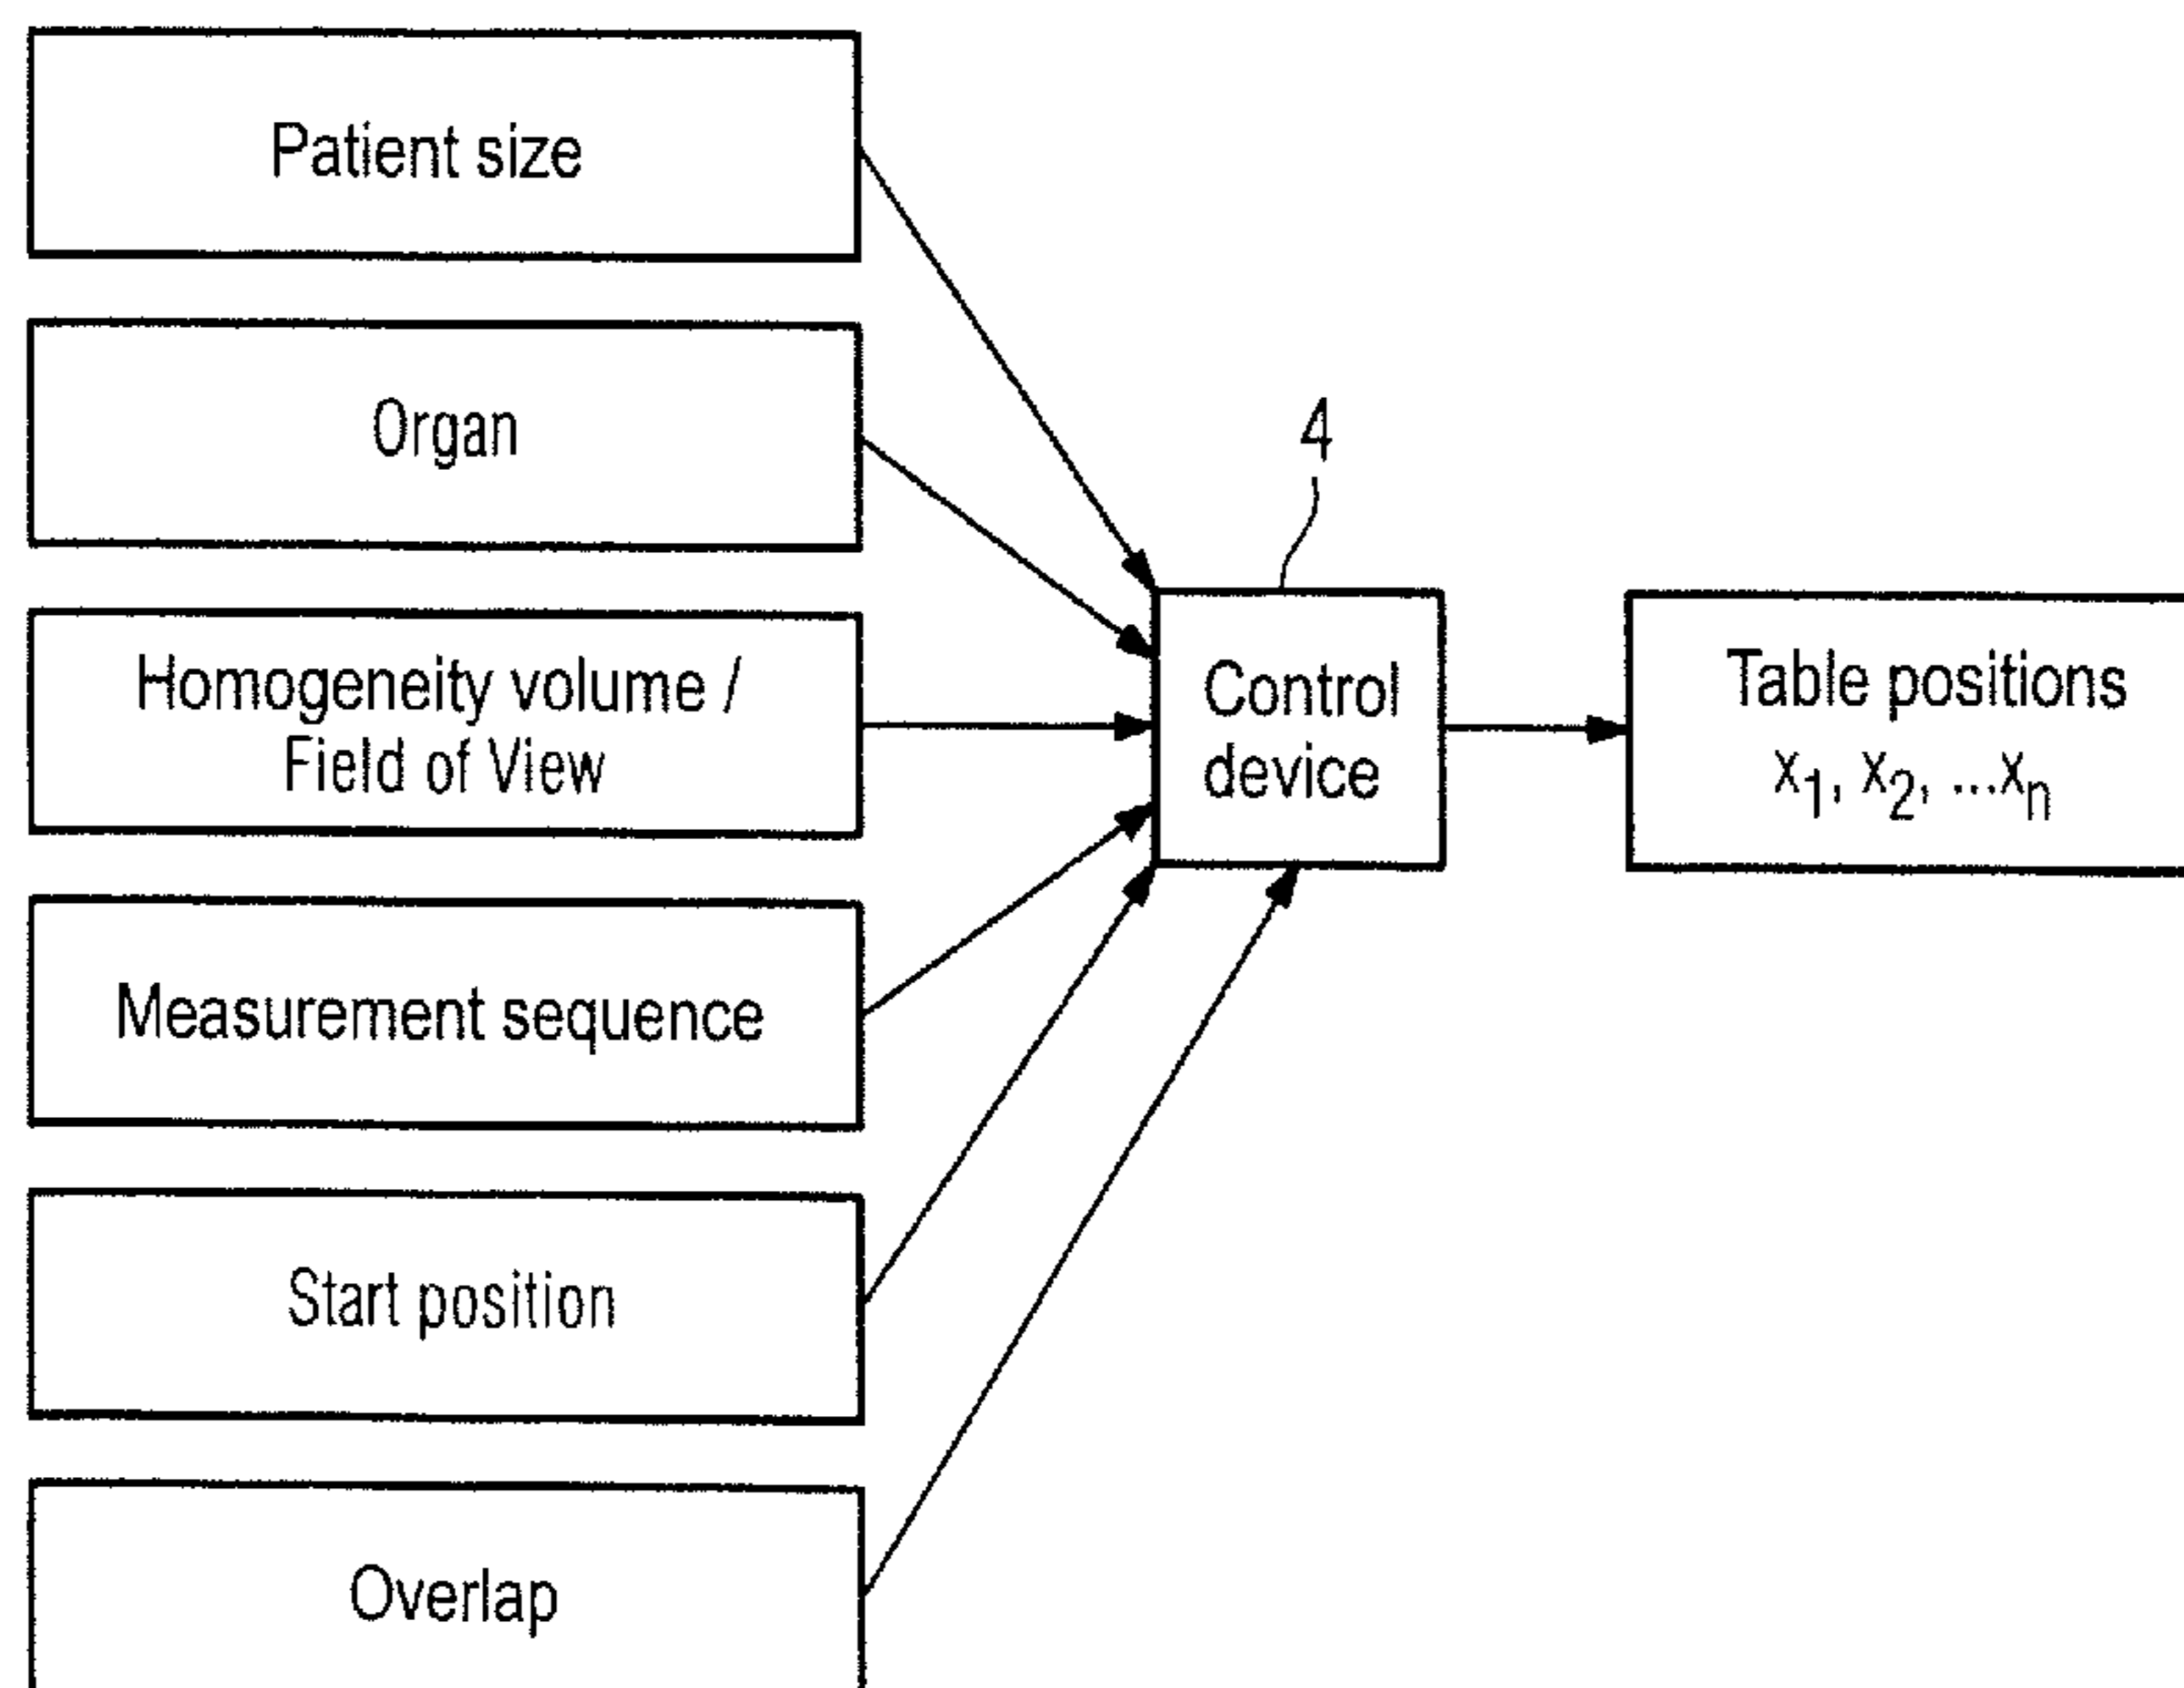 Patient size
Organ
Homogeneity volume /
Field of View
Measurement sequence
Start position
Overlap
4
Control
device
Table positions
x1, x2, ...xn